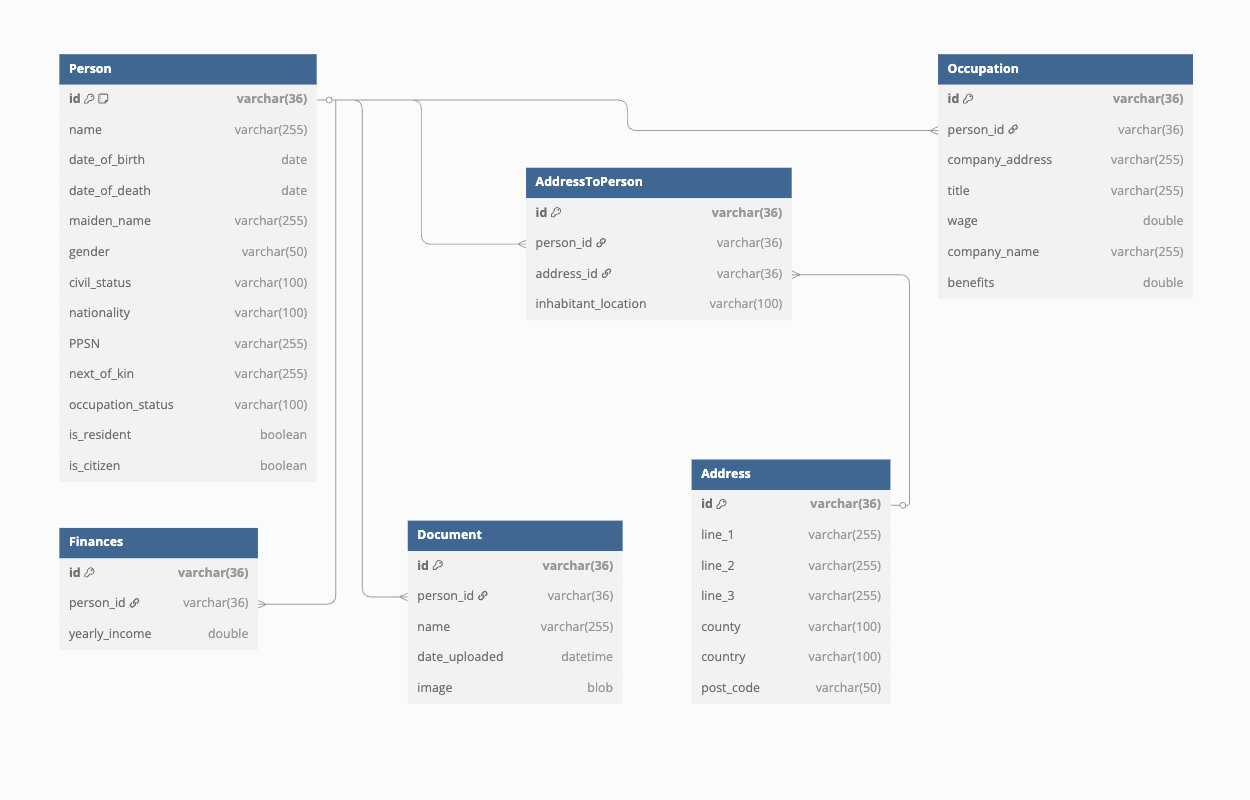 Person
id varchar(36)
name varchar(255)
date_of_birth date
date_of_death date
maiden_name varchar(255)
gender varchar(50)
civil_status varchar(100)
nationality varchar(100)
PPSN varchar(255)
next_of_kin varchar(255)
occupation_status varchar(100)
is_resident boolean
is_citizen boolean
AddressToPerson
id varchar(36)
person_id varchar(36)
address_id varchar(36)
inhabitant_location varchar(100)
Occupation
id varchar(36)
person_id varchar(36)
company_address varchar(255)
title varchar(255)
wage double
company_name varchar(255)
benefits double
Finances
id varchar(36)
person_id varchar(36)
yearly_income double
Document
id varchar(36)
person_id varchar(36)
name varchar(255)
date_uploaded datetime
image blob
Address
id varchar(36)
line_1 varchar(255)
line_2 varchar(255)
line_3 varchar(255)
county varchar(100)
country varchar(100)
post_code varchar(50)